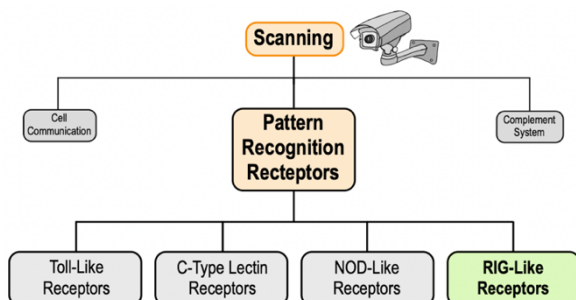 Scanning
Cell
Communication
Pattern
Recognition
Recteptors
Complement
System
Toll-Like
Receptors
C-Type Lectin
Receptors
NOD-Like
Receptors
RIG-Like
Receptors